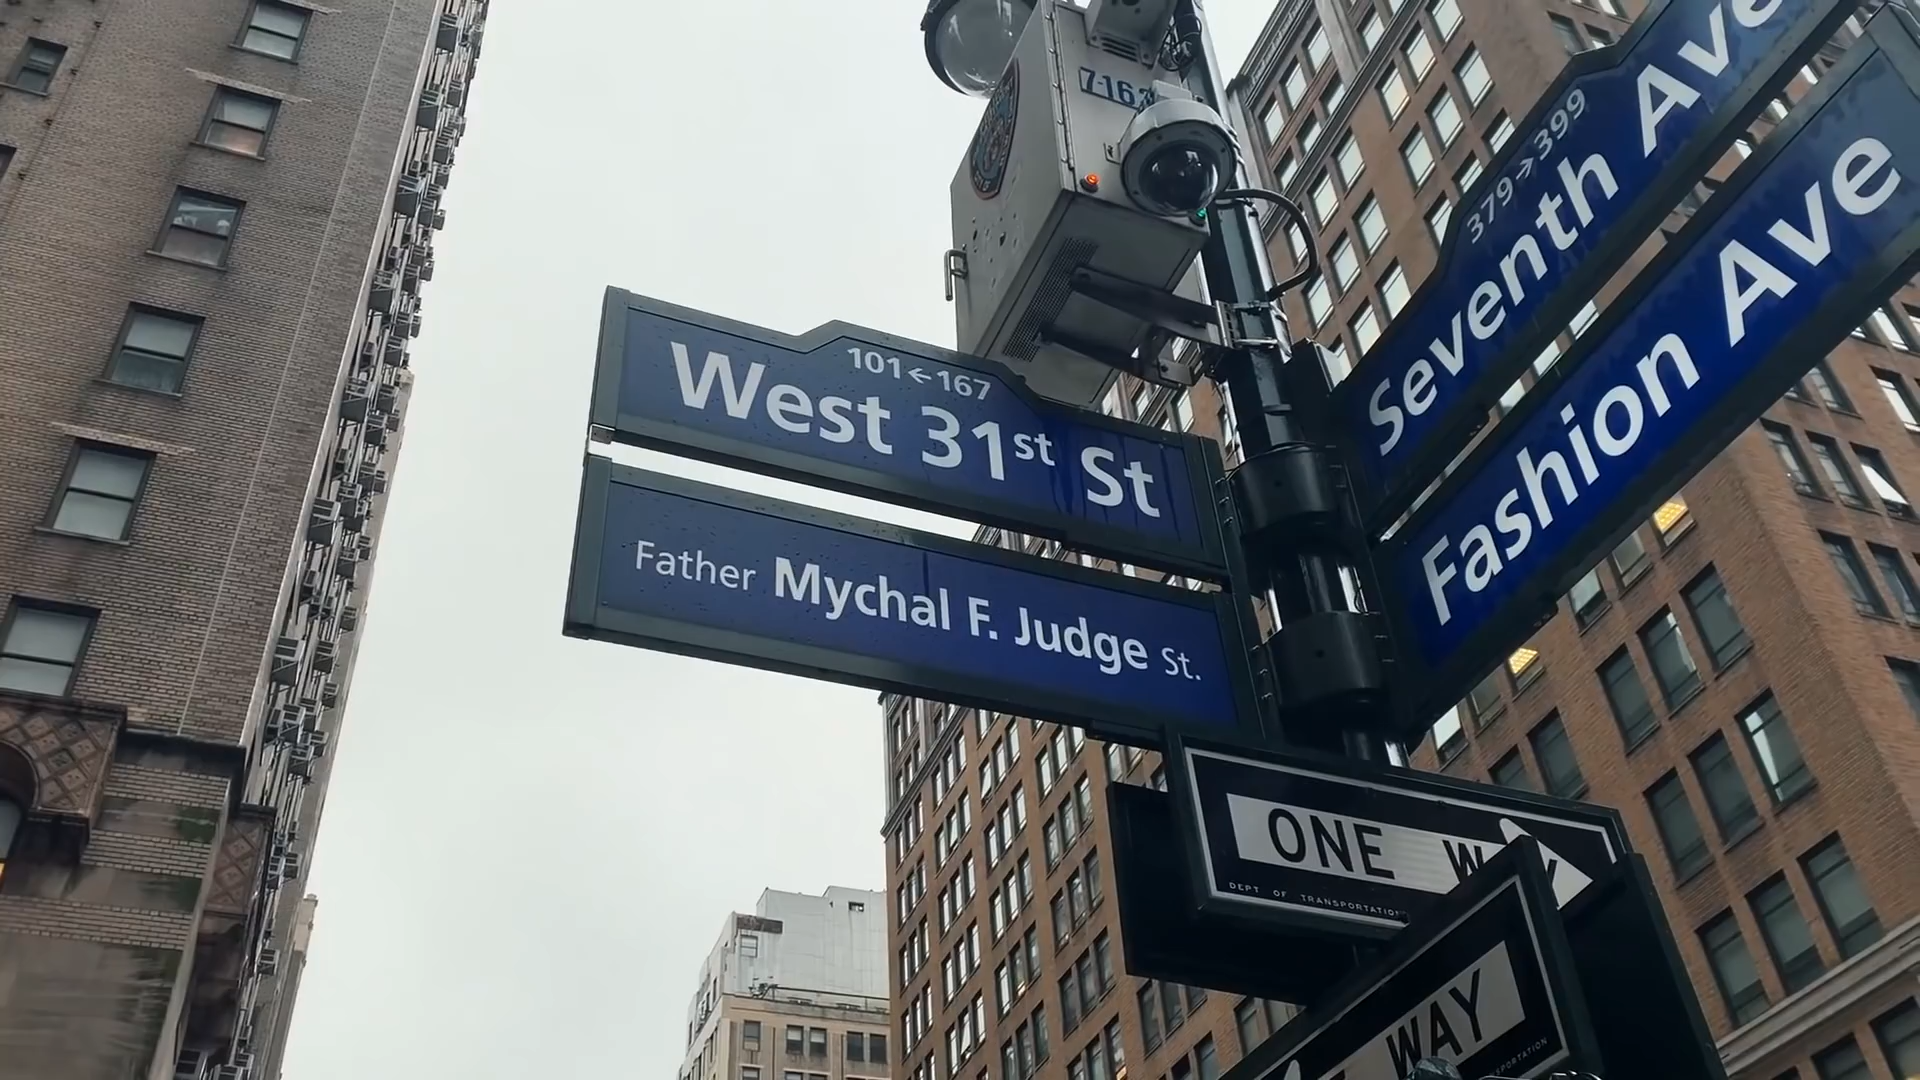 7-163
379→399
Seventh Ave
Fashion Ave
101←167
West 31st St
Father Mychal F. Judge St.
ONE WAY
DEPT OF TRANSPORTATION
WAY